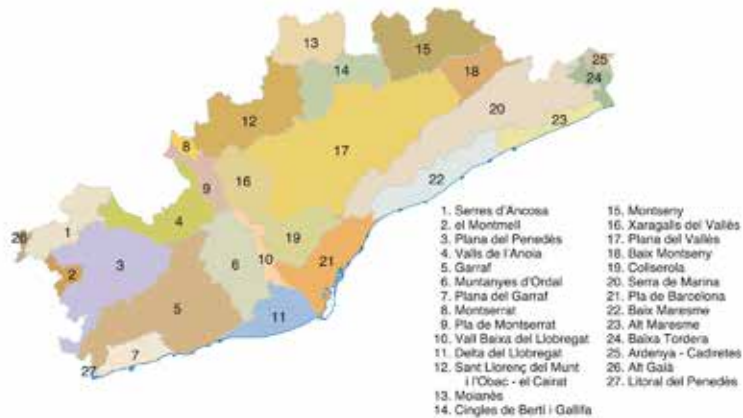 13
15
25
14
18
24
12
20
23
8
17
9
16
22
1
4
26
19
3
6
10
21
2
5
11
7
27
1. Serres d'Ancosa
2. el Montmell
3. Plana del Penedès
4. Valls de l'Anoia
5. Garraf
6. Muntanyes d'Ordal
7. Plana del Garraf
8. Montserrat
9. Pla de Montserrat
10. Vall Baixa del Llobregat
11. Delta del Llobregat
12. Sant Llorenç del Munt
i l'Obac - el Cairat
13. Moianès
14. Cingles de Bertí i Gallifa
15. Montseny
16. Xaragalls del Vallès
17. Plana del Vallès
18. Baix Montseny
19. Collserola
20. Serra de Marina
21. Pla de Barcelona
22. Baix Maresme
23. Alt Maresme
24. Baixa Tordera
25. Ardenya - Cadiretes
26. Alt Gaià
27. Litoral del Penedès